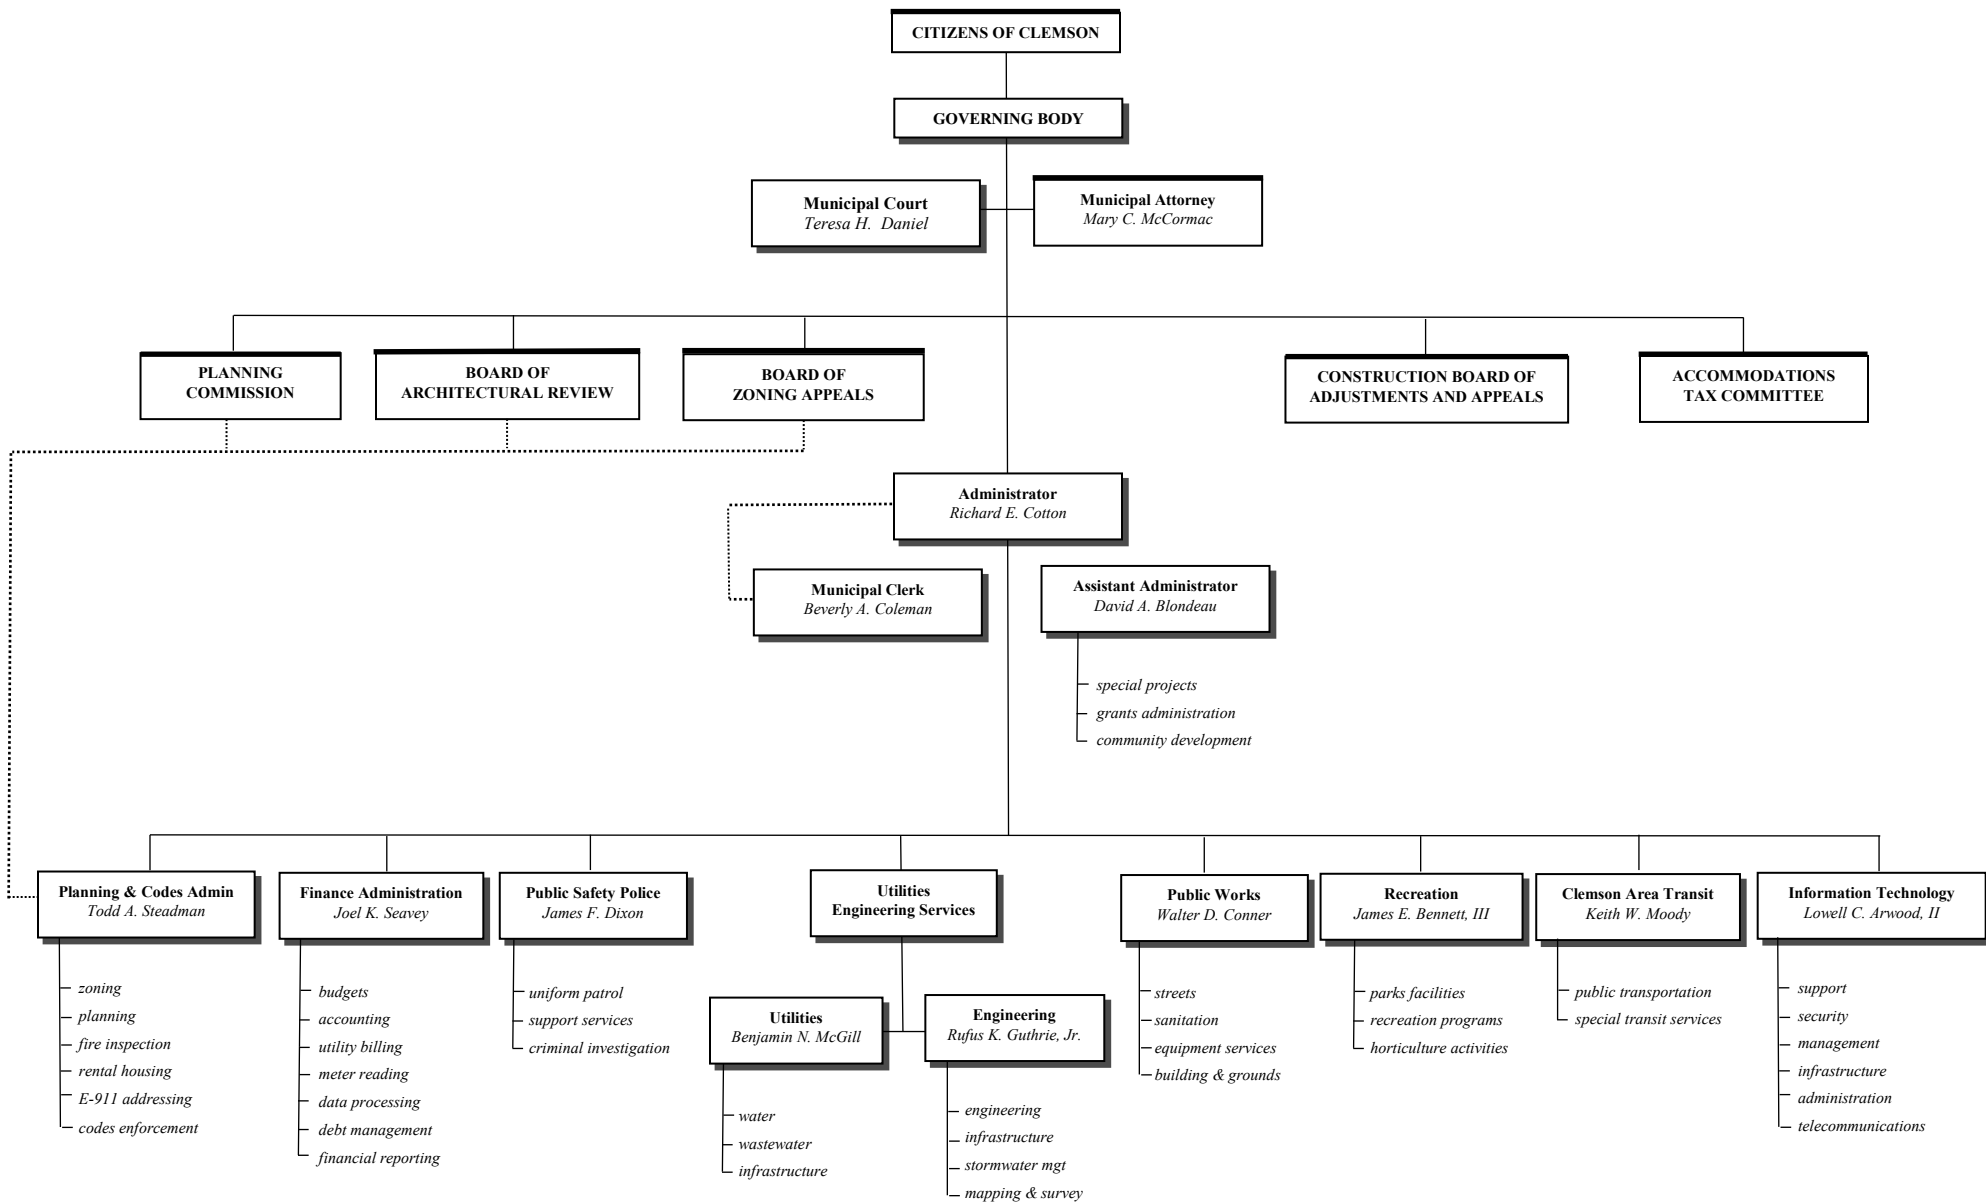 CITIZENS OF CLEMSON
GOVERNING BODY
Municipal Court
Teresa H. Daniel
Municipal Attorney
Mary C. McCormac
PLANNING
COMMISSION
BOARD OF
ARCHITECTURAL REVIEW
BOARD OF
ZONING APPEALS
CONSTRUCTION BOARD OF
ADJUSTMENTS AND APPEALS
ACCOMMODATIONS
TAX COMMITTEE
Administrator
Richard E. Cotton
Municipal Clerk
Beverly A. Coleman
Assistant Administrator
David A. Blondeau
special projects
grants administration
community development
Planning & Codes Admin
Todd A. Steadman
zoning
planning
fire inspection
rental housing
E-911 addressing
codes enforcement
Finance Administration
Joel K. Seavey
budgets
accounting
utility billing
meter reading
data processing
debt management
financial reporting
Public Safety Police
James F. Dixon
uniform patrol
support services
criminal investigation
Utilities
Engineering Services
Utilities
Benjamin N. McGill
water
wastewater
infrastructure
Engineering
Rufus K. Guthrie, Jr.
engineering
infrastructure
stormwater mgt
mapping & survey
Public Works
Walter D. Conner
streets
sanitation
equipment services
building & grounds
Recreation
James E. Bennett, III
parks facilities
recreation programs
horticulture activities
Clemson Area Transit
Keith W. Moody
public transportation
special transit services
Information Technology
Lowell C. Arwood, II
support
security
management
infrastructure
administration
telecommunications